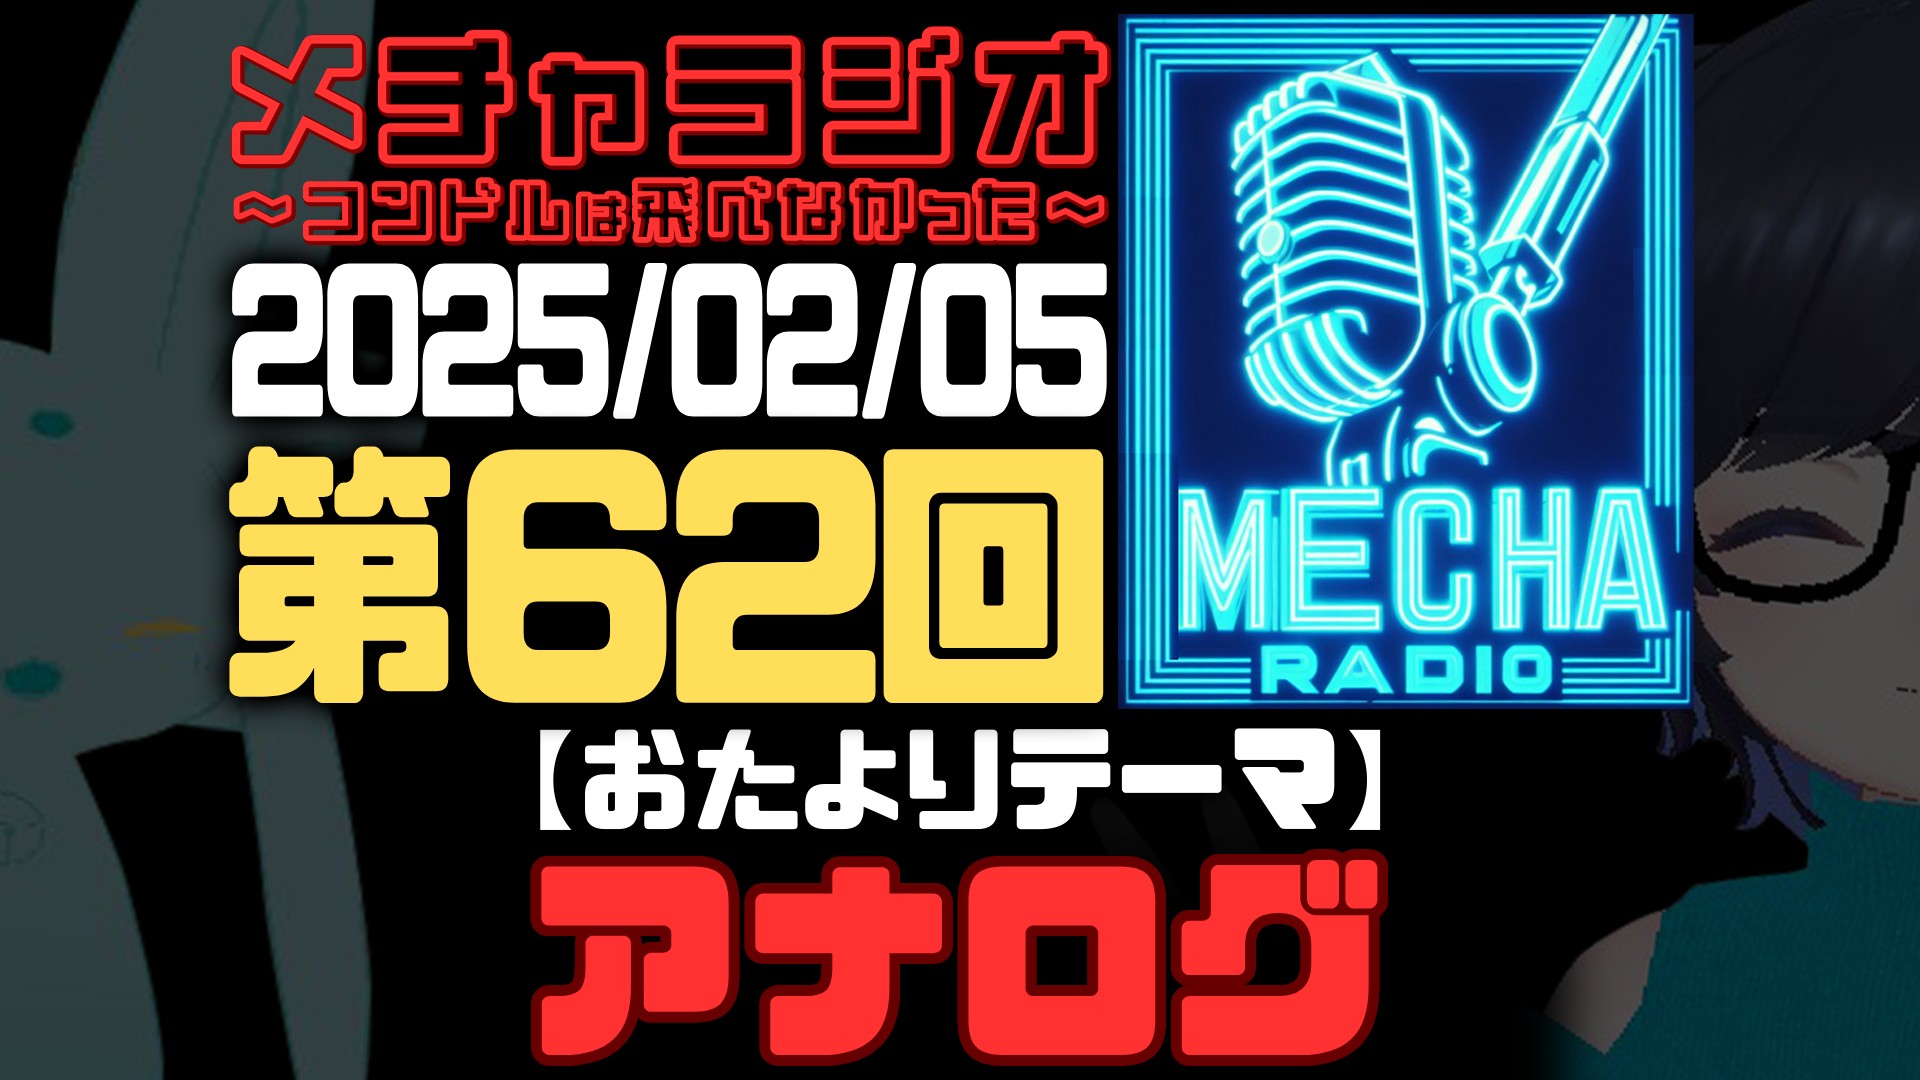 メチャラジオ
～コンドルは飛べなかった～
2025/02/05
第62回
MECHA
RADIO
【おたよりテーマ】
アナログ